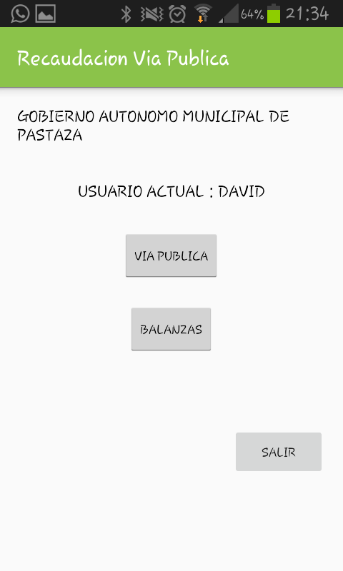 64% 21:34
Recaudacion Via Publica
GOBIERNO AUTONOMO MUNICIPAL DE
PASTAZA
USUARIO ACTUAL : DAVID
VIA PUBLICA
BALANZAS
SALIR